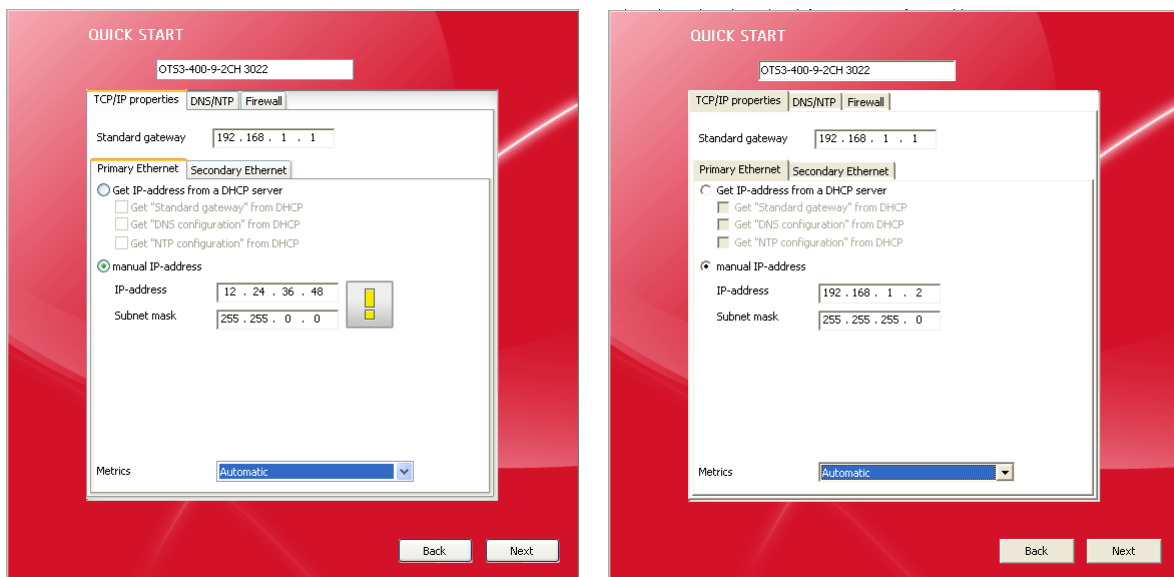 QUICK START
OTS3-400-9-2CH 3022
TCP/IP properties DNS/NTP Firewall
Standard gateway 192 . 168 . 1 . 1
Primary Ethernet Secondary Ethernet
Get IP-address from a DHCP server
Get "Standard gateway" from DHCP
Get "DNS configuration" from DHCP
Get "NTP configuration" from DHCP
manual IP-address
IP-address 12 . 24 . 36 . 48
Subnet mask 255 . 255 . 0 . 0
Metrics Automatic
Back Next
QUICK START
OTS3-400-9-2CH 3022
TCP/IP properties DNS/NTP Firewall
Standard gateway 192 . 168 . 1 . 1
Primary Ethernet Secondary Ethernet
Get IP-address from a DHCP server
Get "Standard gateway" from DHCP
Get "DNS configuration" from DHCP
Get "NTP configuration" from DHCP
manual IP-address
IP-address 192 . 168 . 1 . 2
Subnet mask 255 . 255 . 255 . 0
Metrics Automatic
Back Next